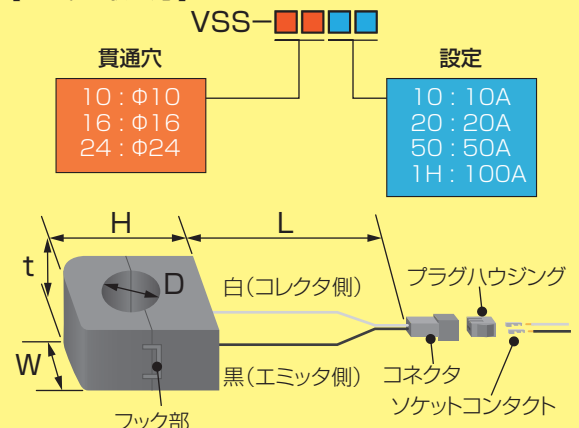 VSS-
貫通穴
10 : Φ10
16 : Φ16
24 : Φ24
設定
10 : 10A
20 : 20A
50 : 50A
1H : 100A
H
L
t
D
W
白(コレクタ側)
黒(エミッタ側)
プラグハウジング
コネクタ
ソケットコンタクト
フック部